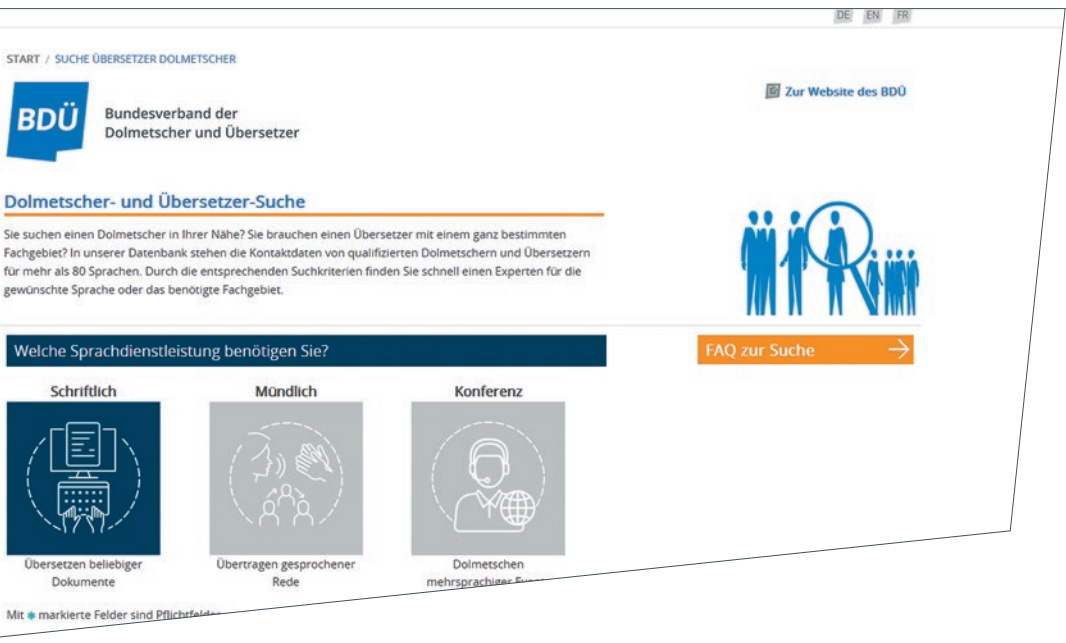 DE EN FR
START / SUCHE ÜBERSETZER DOLMETSCHER
BDÜ
Bundesverband der
Dolmetscher und Übersetzer
Zur Website des BDÜ
Dolmetscher- und Übersetzer-Suche
Sie suchen einen Dolmetscher in Ihrer Nähe? Sie brauchen einen Übersetzer mit einem ganz bestimmten
Fachgebiet? In unserer Datenbank stehen die Kontaktdaten von qualifizierten Dolmetschern und Übersetzern
für mehr als 80 Sprachen. Durch die entsprechenden Suchkriterien finden Sie schnell einen Experten für die
gewünschte Sprache oder das benötigte Fachgebiet.
Welche Sprachdienstleistung benötigen Sie?
FAQ zur Suche
Schriftlich
Mündlich
Konferenz
Übersetzen beliebiger
Dokumente
Übertragen gesprochener
Rede
Dolmetschen
mehrsprachiger
Mit * markierte Felder sind